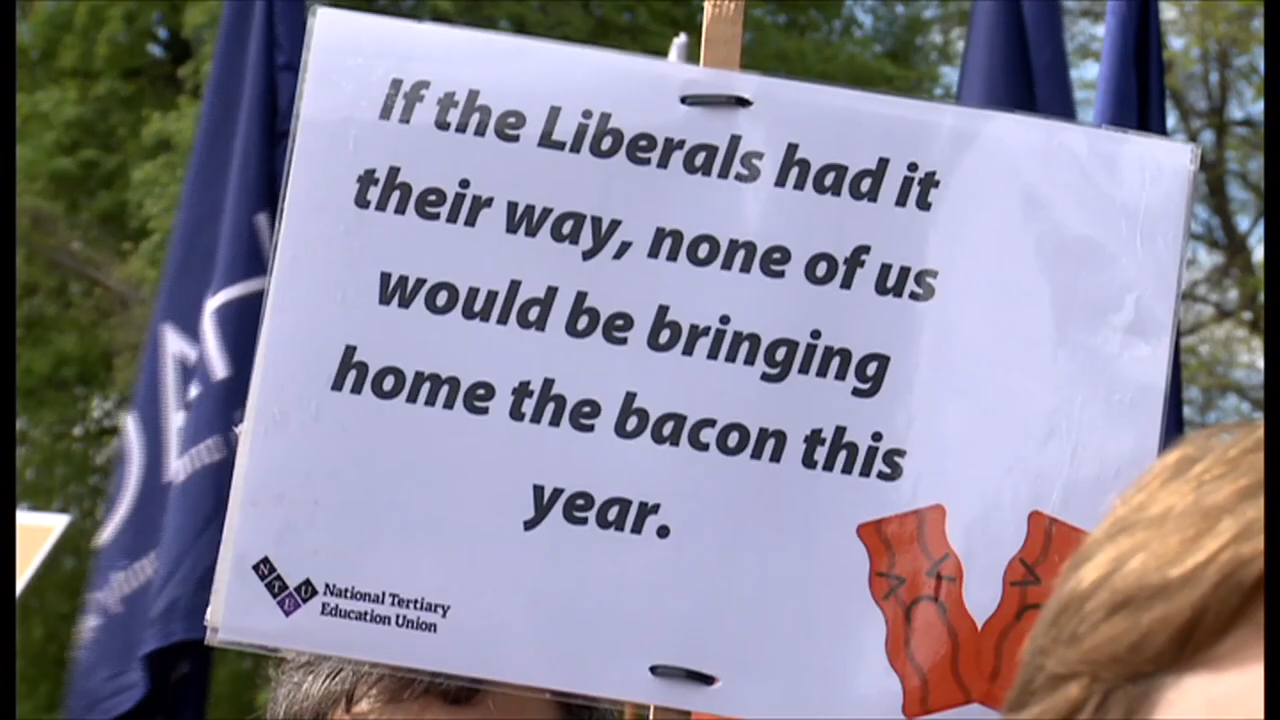 If the Liberals had it
their way, none of us
would be bringing
home the bacon this
year.
NTEU
National Tertiary
Education Union